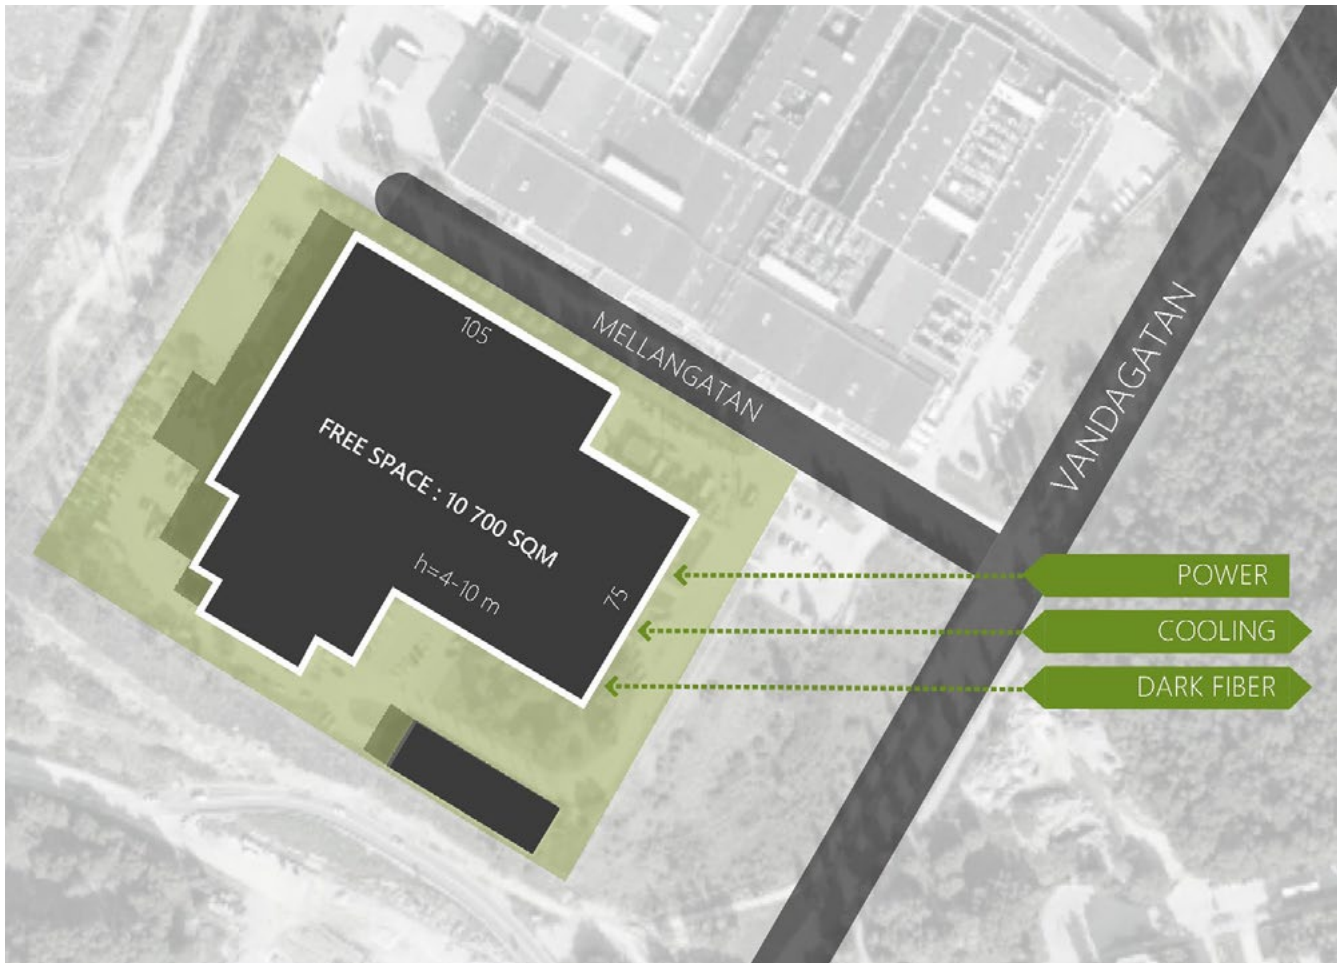 105
MELLANGATAN
VANDAGATAN
FREE SPACE : 10 700 SQM
h=4-10 m
75
POWER
COOLING
DARK FIBER